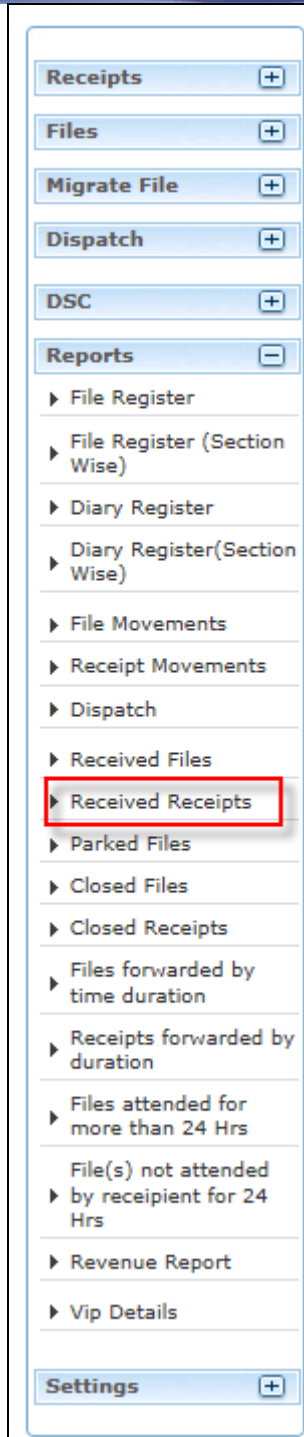 Receipts
Files
Migrate File
Dispatch
DSC
Reports
File Register
File Register (Section
Wise)
Diary Register
Diary Register(Section
Wise)
File Movements
Receipt Movements
Dispatch
Received Files
Received Receipts
Parked Files
Closed Files
Closed Receipts
Files forwarded by
time duration
Receipts forwarded by
duration
Files attended for
more than 24 Hrs
File(s) not attended
by receipient for 24
Hrs
Revenue Report
Vip Details
Settings